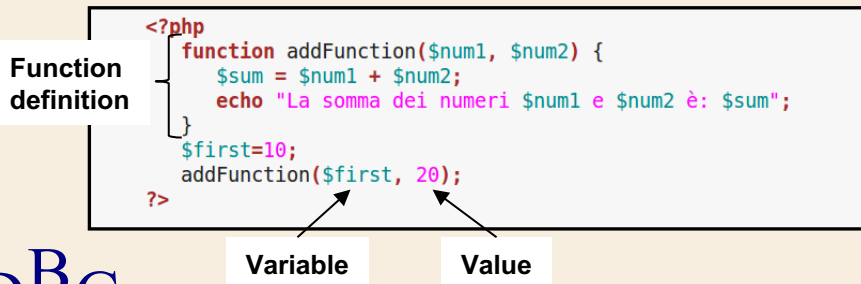 <?php
function addFunction($num1, $num2) {
$sum = $num1 + $num2;
echo "La somma dei numeri $num1 e $num2 è: $sum";
}
$first=10;
addFunction($first, 20);
?>
Function
definition
Variable
Value